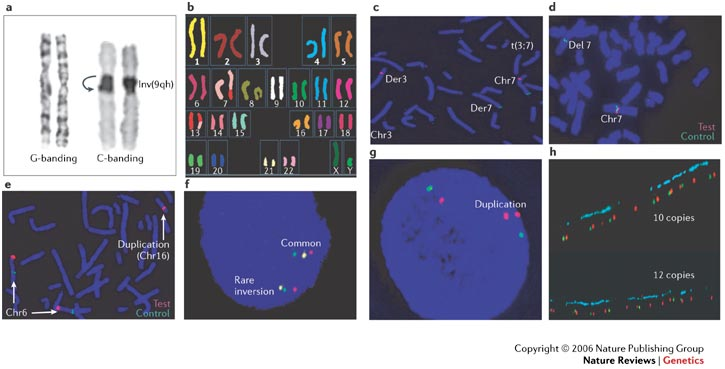 a
b
c
d
Inv(9qh)
G-banding
C-banding
1
2
3
4
5
6
7
8
9
10
11
12
13
14
15
16
17
18
19
20
21
22
X
Y
t(3;7)
Der3
Chr7
Der7
Chr3
Del 7
Chr7
Test
Control
e
f
g
h
Duplication
(Chr16)
Chr6
Test
Control
Common
Rare
inversion
Duplication
10 copies
12 copies
Copyright © 2006 Nature Publishing Group
Nature Reviews | Genetics